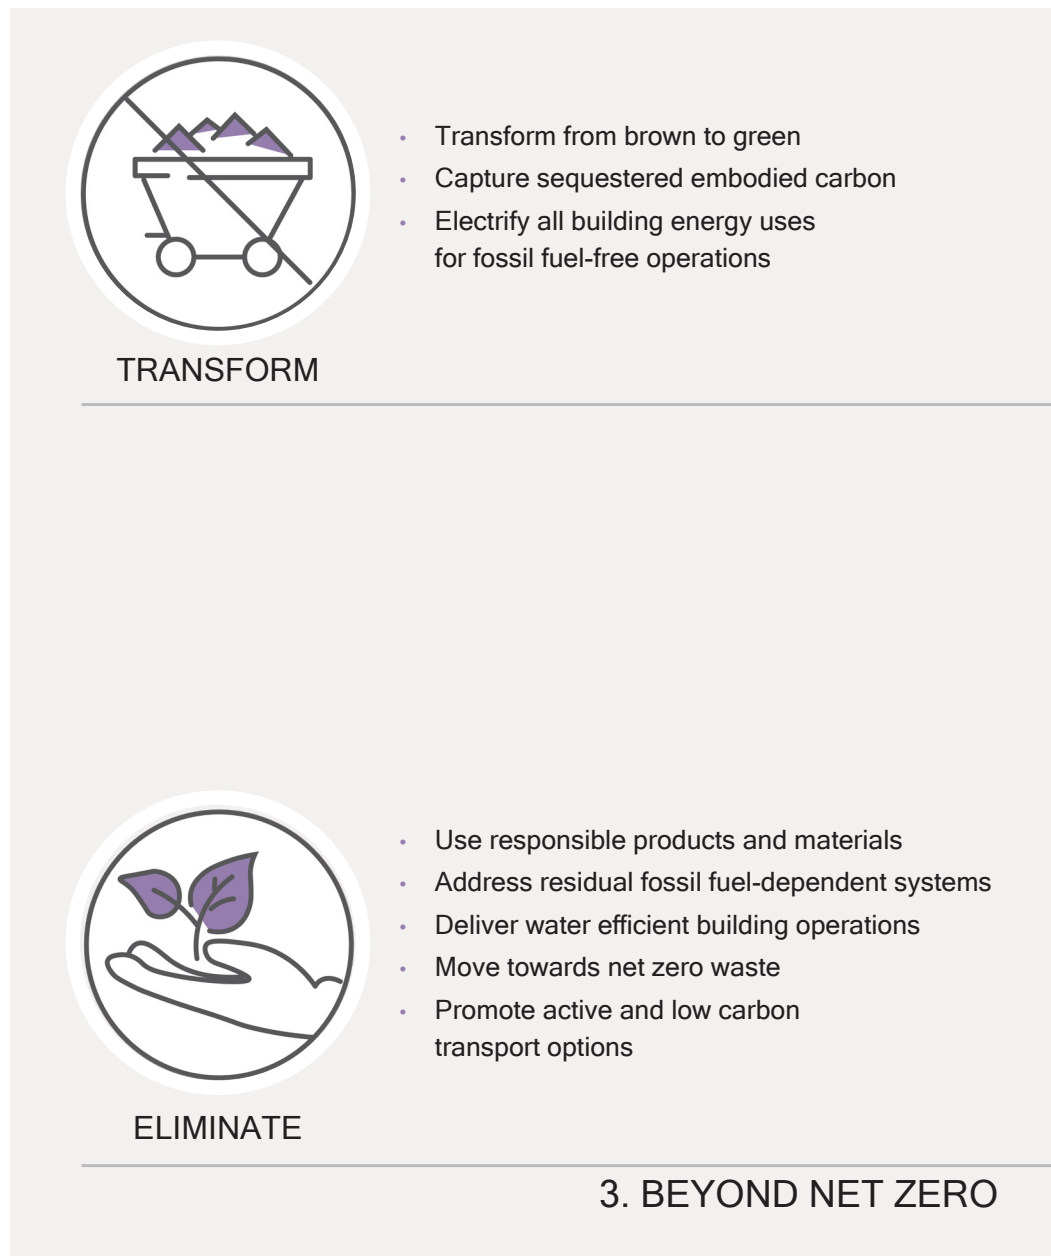 • Transform from brown to green
• Capture sequestered embodied carbon
• Electrify all building energy uses
for fossil fuel-free operations
TRANSFORM
• Use responsible products and materials
• Address residual fossil fuel-dependent systems
• Deliver water efficient building operations
• Move towards net zero waste
• Promote active and low carbon
transport options
ELIMINATE
3. BEYOND NET ZERO